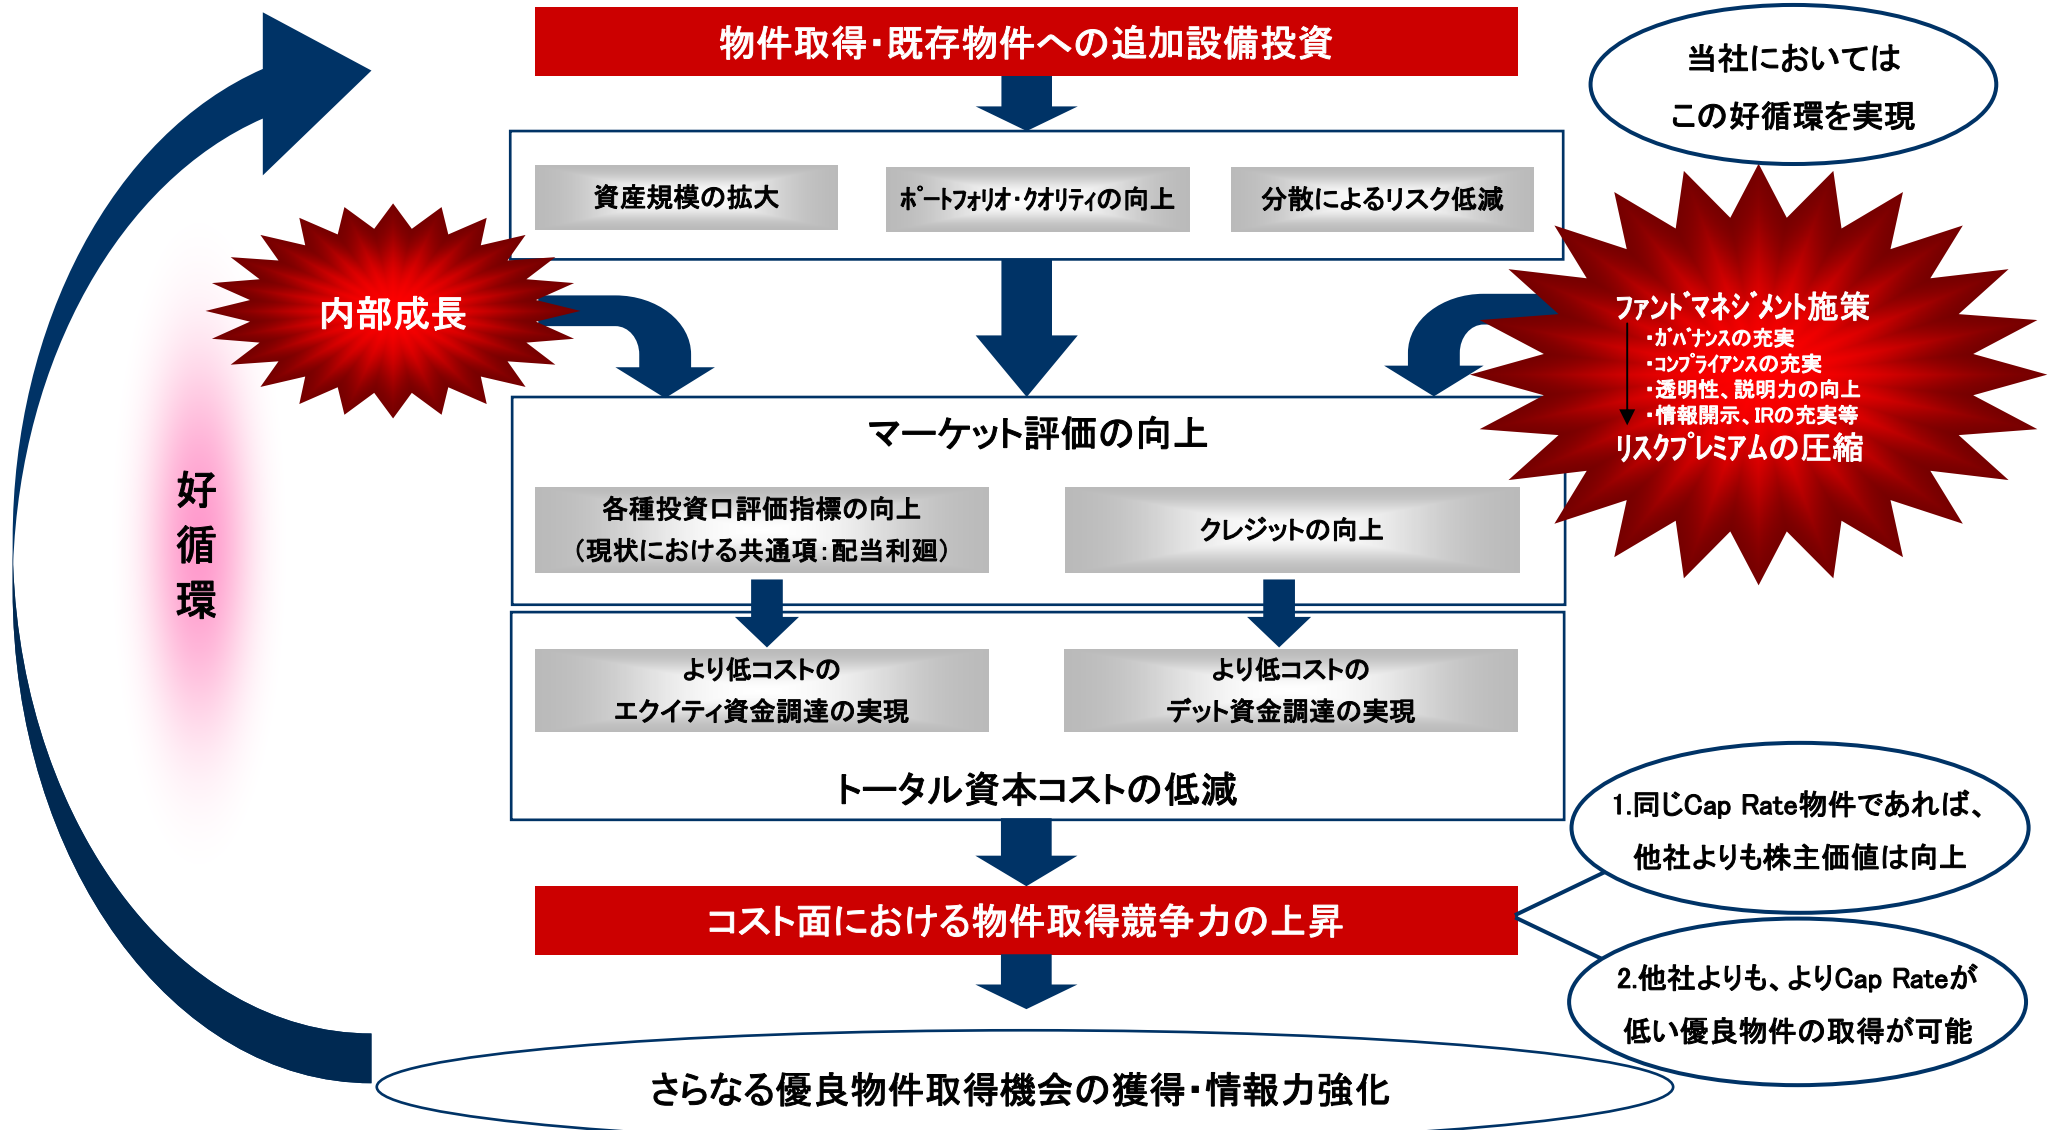 物件取得・既存物件への追加設備投資
当社においては
この好循環を実現
資産規模の拡大
ﾎﾟｰﾄﾌｫﾘｵ・ｸｵﾘﾃｨの向上
分散によるリスク低減
内部成長
ﾌｧﾝﾄﾞﾏﾈｼﾞﾒﾝﾄ施策
・ｶﾞﾊﾞﾅﾝｽの充実
・ｺﾝﾌﾟﾗｲｱﾝｽの充実
・透明性、説明力の向上
・情報開示、IRの充実等
ﾘｽｸﾌﾟﾚﾐｱﾑの圧縮
マーケット評価の向上
各種投資口評価指標の向上
（現状における共通項：配当利廻）
クレジットの向上
好
循
環
より低コストの
エクイティ資金調達の実現
より低コストの
デット資金調達の実現
トータル資本コストの低減
1.同じCap Rate物件であれば、
他社よりも株主価値は向上
コスト面における物件取得競争力の上昇
2.他社よりも、よりCap Rateが
低い優良物件の取得が可能
さらなる優良物件取得機会の獲得・情報力強化